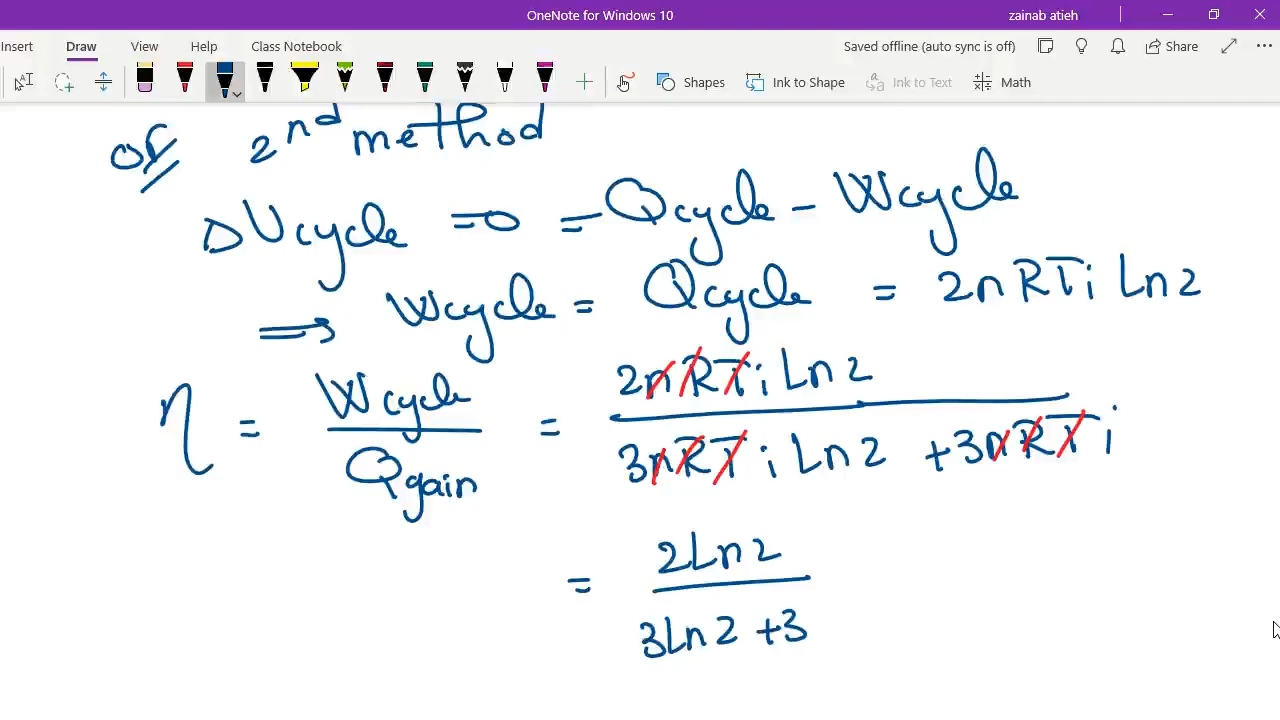 OneNote for Windows 10
zainab atieh
Insert Draw View Help Class Notebook
Saved offline (auto sync is off)
Share
Shapes Ink to Shape Ink to Text Math
or 2nd method
ΔUcycle = 0 = Qcycle - Wcycle
⇒ Wcycle = Qcycle = 2nRTi Ln2
η = Wcycle / Qgain = 2nRTi Ln2 / 3nRTi Ln2 + 3nRTi
= 2Ln2 / 3Ln2 + 3